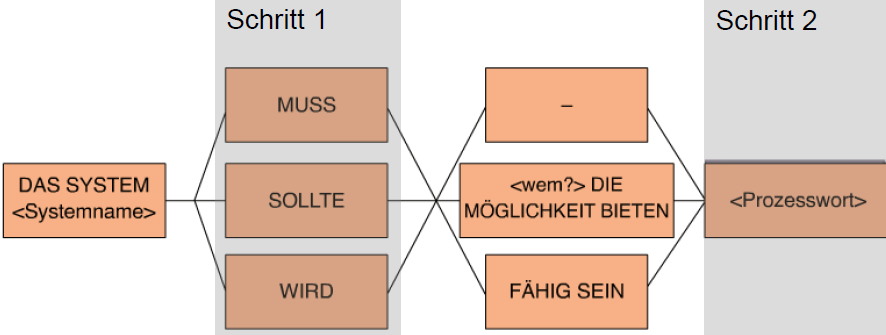 Schritt 1
Schritt 2
MUSS
–
DAS SYSTEM
<Systemname>
SOLLTE
<wem?> DIE
MÖGLICHKEIT BIETEN
<Prozesswort>
WIRD
FÄHIG SEIN